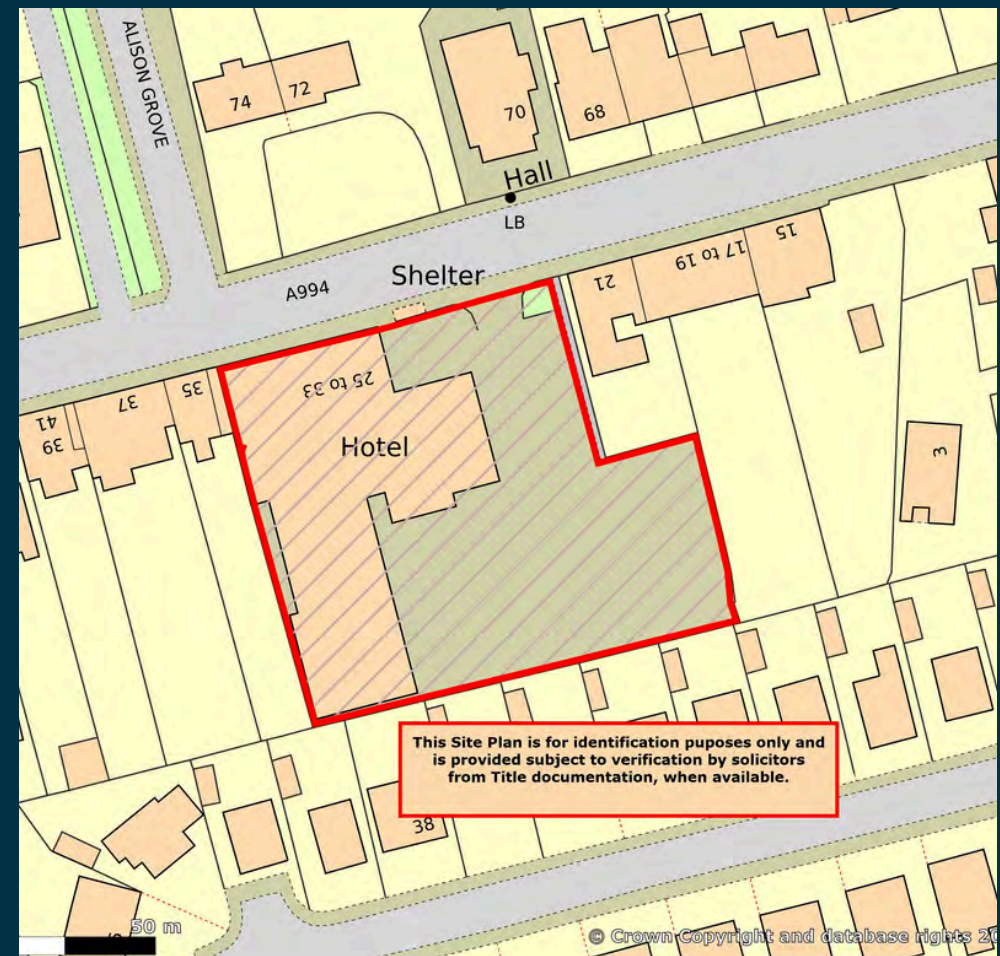 ALISON GROVE
74
72
70
68
Hall
LB
Shelter
A994
15
17 to 19
21
25 to 33
35
37
41
39
Hotel
3
This Site Plan is for identification puposes only and
is provided subject to verification by solicitors
from Title documentation, when available.
38
50 m
© Crown Copyright and database rights 20